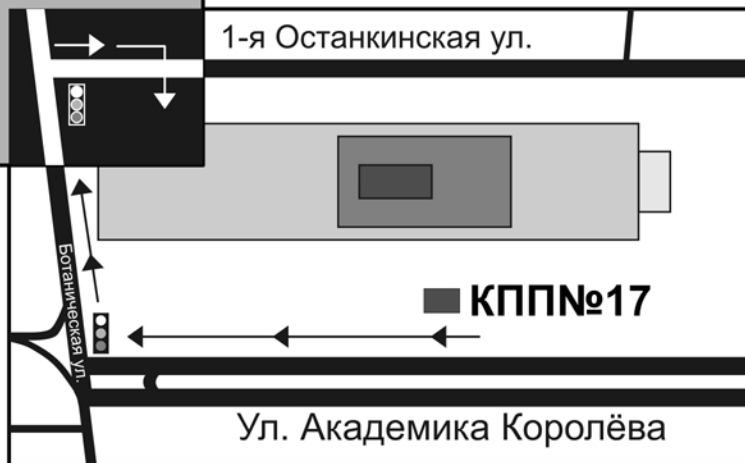 1-я Останкинская ул.
Ботаническая ул.
КПП№17
Ул. Академика Королёва